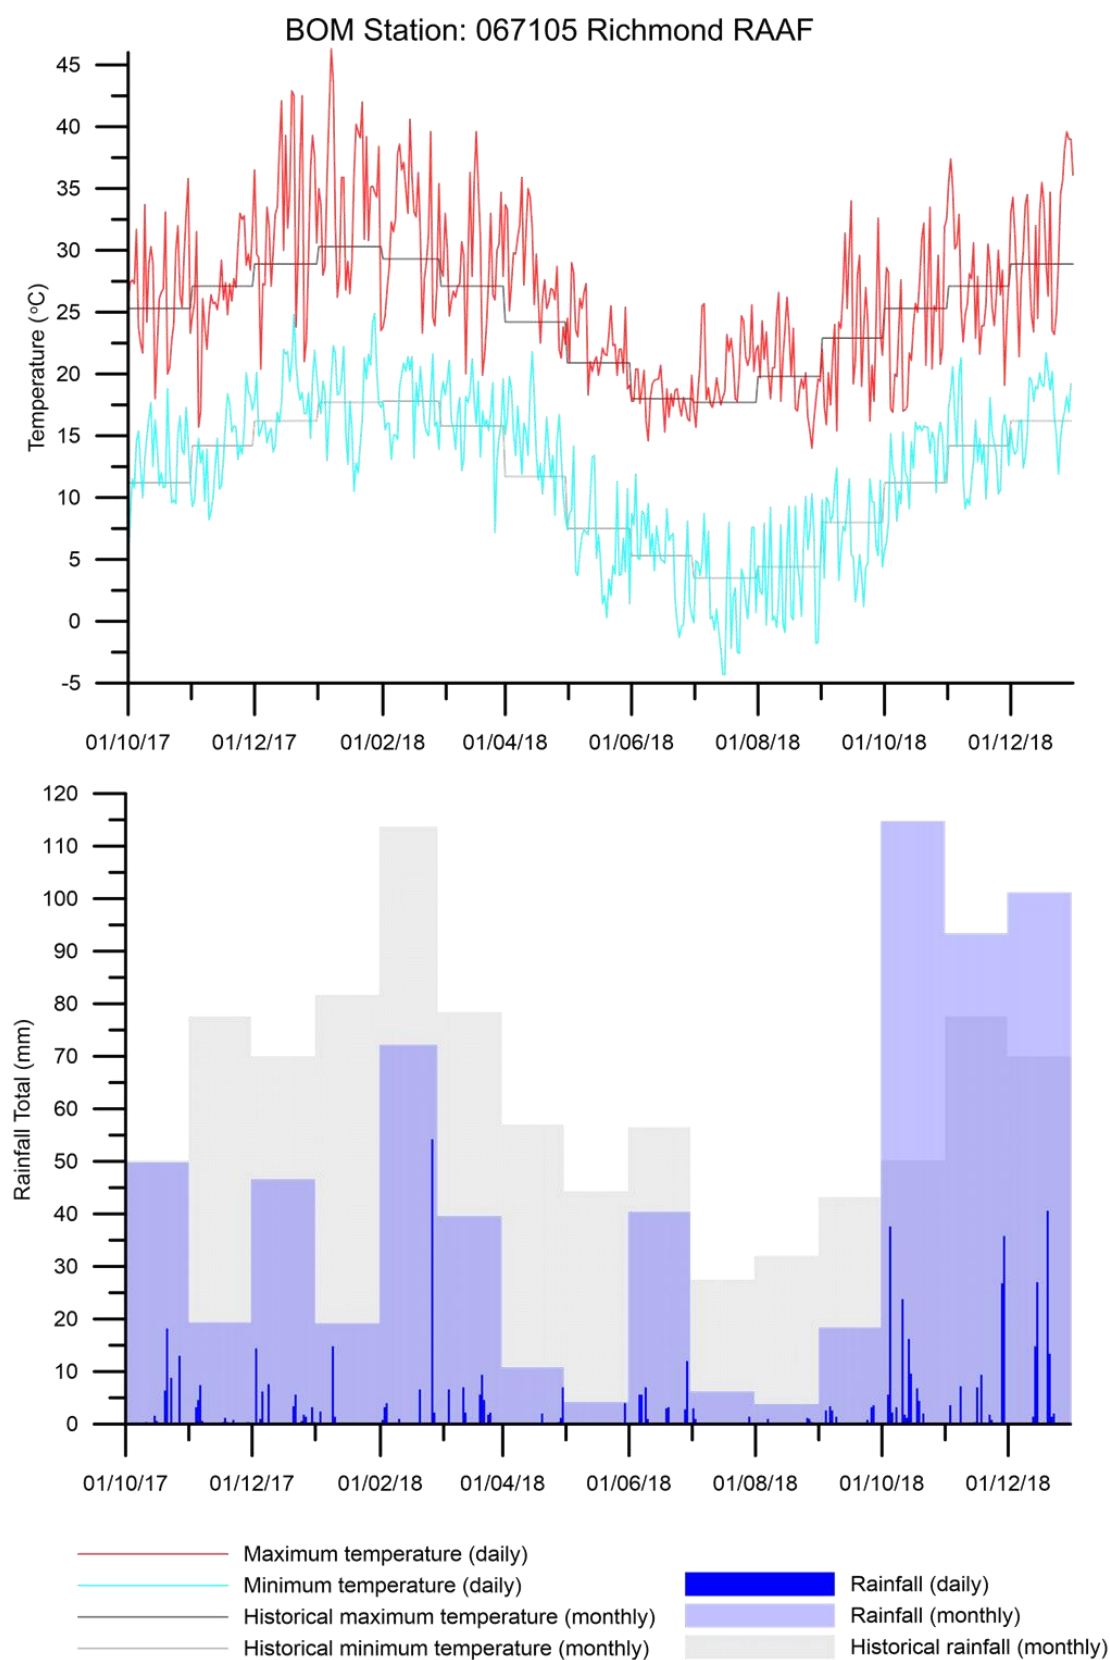 BOM Station: 067105 Richmond RAAF
45
40
35
30
25
20
15
10
5
0
-5
Temperature (°C)
01/10/17 01/12/17 01/02/18 01/04/18 01/06/18 01/08/18 01/10/18 01/12/18
120
110
100
90
80
70
60
50
40
30
20
10
0
Rainfall Total (mm)
01/10/17 01/12/17 01/02/18 01/04/18 01/06/18 01/08/18 01/10/18 01/12/18
Maximum temperature (daily)
Minimum temperature (daily) Rainfall (daily)
Historical maximum temperature (monthly) Rainfall (monthly)
Historical minimum temperature (monthly) Historical rainfall (monthly)